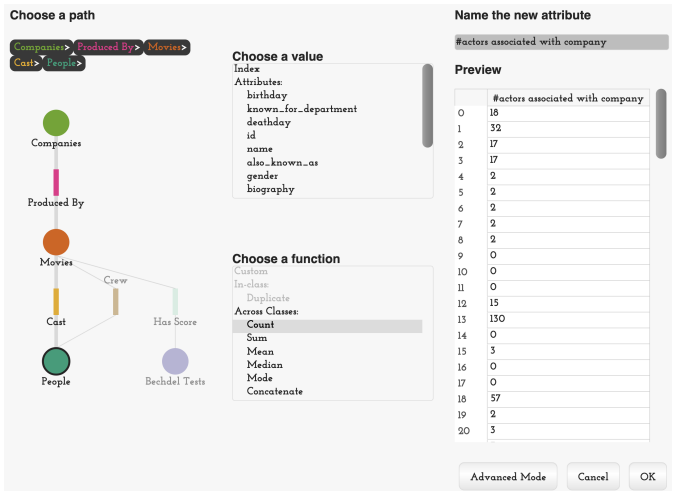 Choose a path
Companies> Produced By> Movies>
Cast> People>
Companies
Produced By
Movies
Crew
Cast
Has Score
People
Bechdel Tests
Choose a value
Index
Attributes:
birthday
known_for_department
deathday
id
name
also_known_as
gender
biography
Choose a function
Custom
In-class:
Duplicate
Across Classes:
Count
Sum
Mean
Median
Mode
Concatenate
Name the new attribute
#actors associated with company
Preview
#actors associated with company
0 18
1 32
2 17
3 17
4 2
5 2
6 2
7 2
8 2
9 0
10 0
11 0
12 15
13 130
14 0
15 3
16 0
17 0
18 57
19 2
20 3
Advanced Mode
Cancel
OK